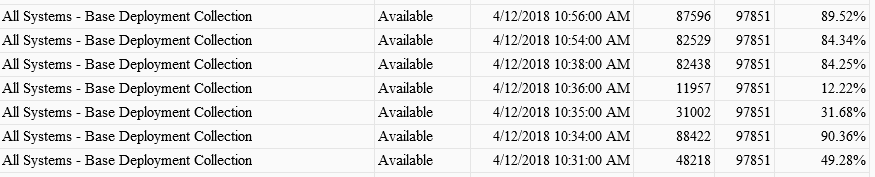 All Systems - Base Deployment Collection Available 4/12/2018 10:56:00 AM 87596 97851 89.52%
All Systems - Base Deployment Collection Available 4/12/2018 10:54:00 AM 82529 97851 84.34%
All Systems - Base Deployment Collection Available 4/12/2018 10:38:00 AM 82438 97851 84.25%
All Systems - Base Deployment Collection Available 4/12/2018 10:36:00 AM 11957 97851 12.22%
All Systems - Base Deployment Collection Available 4/12/2018 10:35:00 AM 31002 97851 31.68%
All Systems - Base Deployment Collection Available 4/12/2018 10:34:00 AM 88422 97851 90.36%
All Systems - Base Deployment Collection Available 4/12/2018 10:31:00 AM 48218 97851 49.28%